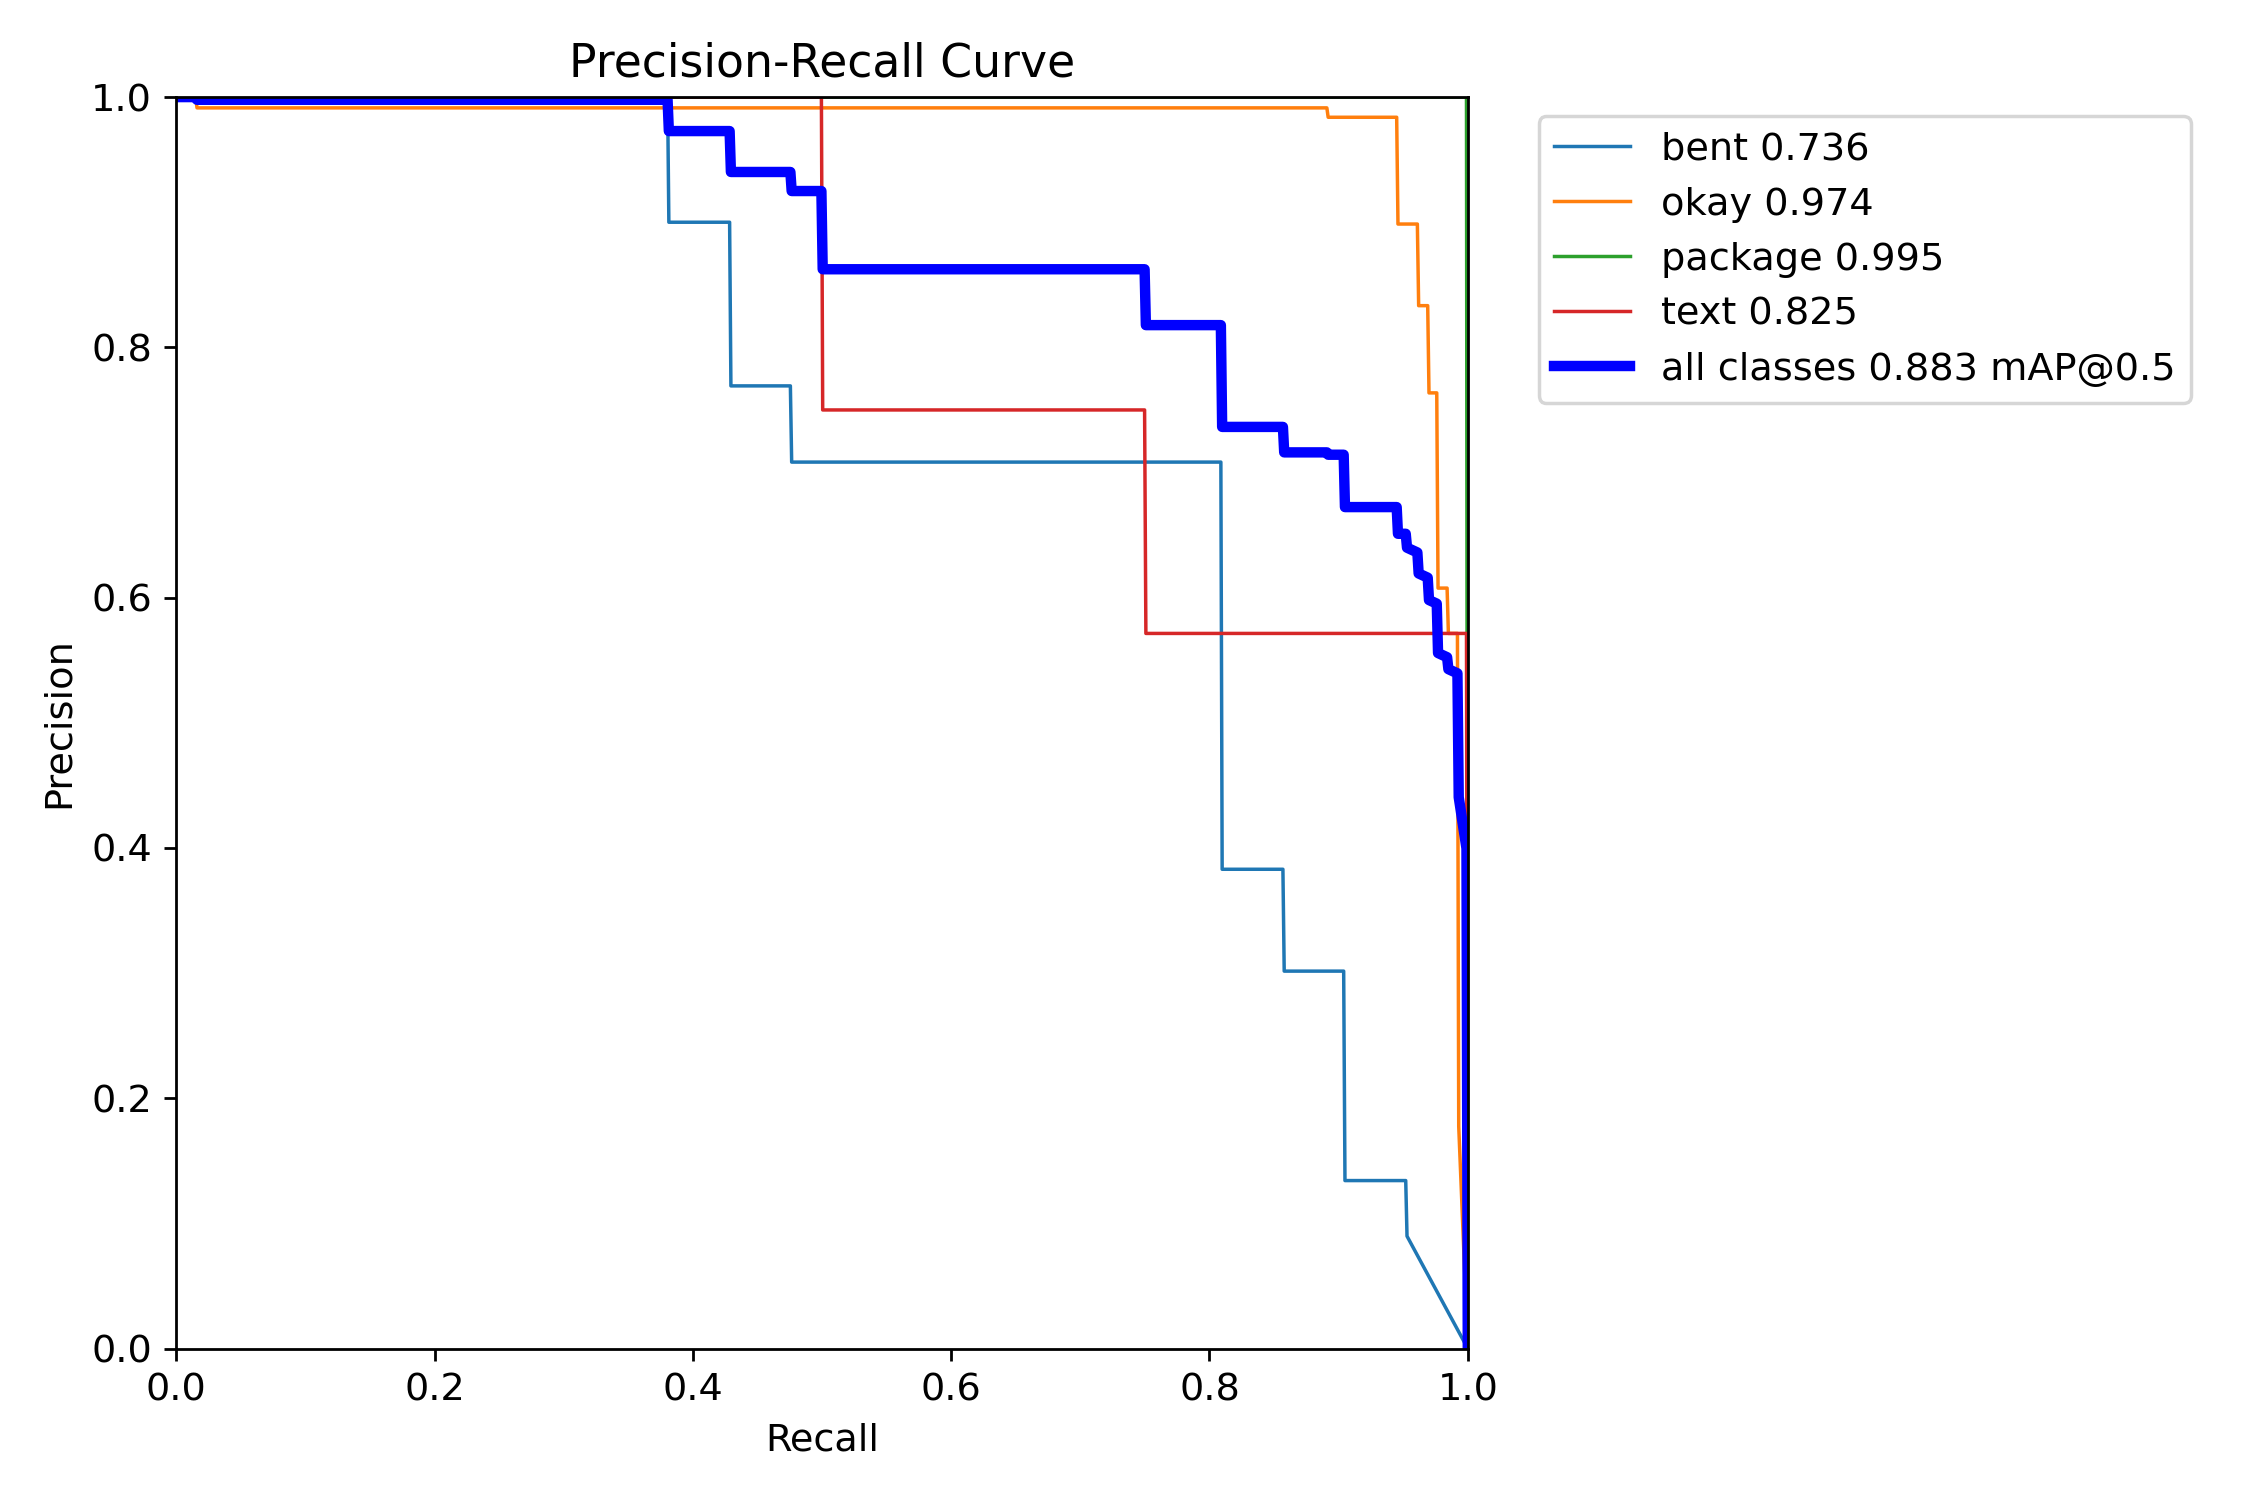 Precision-Recall Curve
1.0
0.8
0.6
0.4
0.2
0.0
Precision
0.0 0.2 0.4 0.6 0.8 1.0
Recall
bent 0.736
okay 0.974
package 0.995
text 0.825
all classes 0.883 mAP@0.5